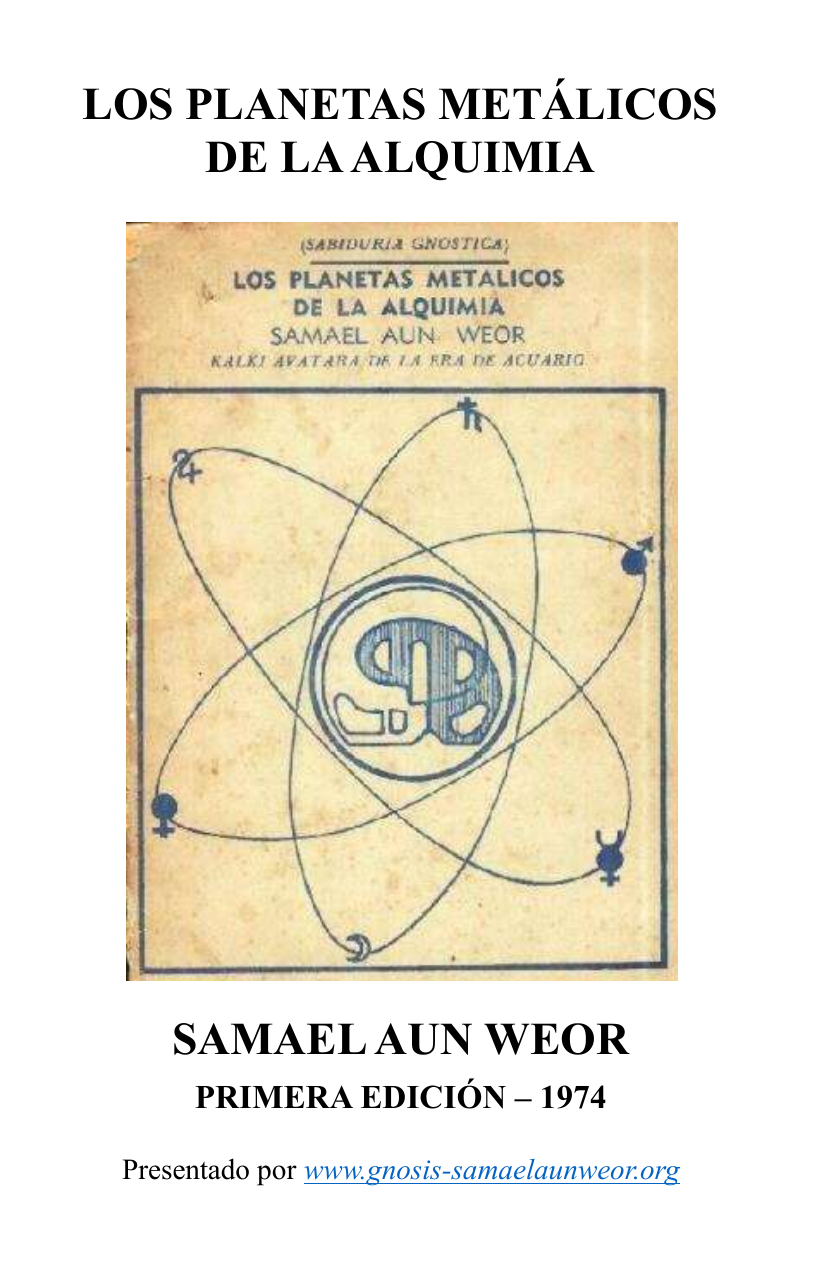 LOS PLANETAS METÁLICOS
DE LA ALQUIMIA
(SABIDURIA GNOSTICA)
LOS PLANETAS METALICOS
DE LA ALQUIMIA
SAMAEL AUN WEOR
KALKI AVATARA DE LA ERA DE ACUARIO
SAMAEL AUN WEOR
PRIMERA EDICIÓN – 1974
Presentado por www.gnosis-samaelaunweor.org